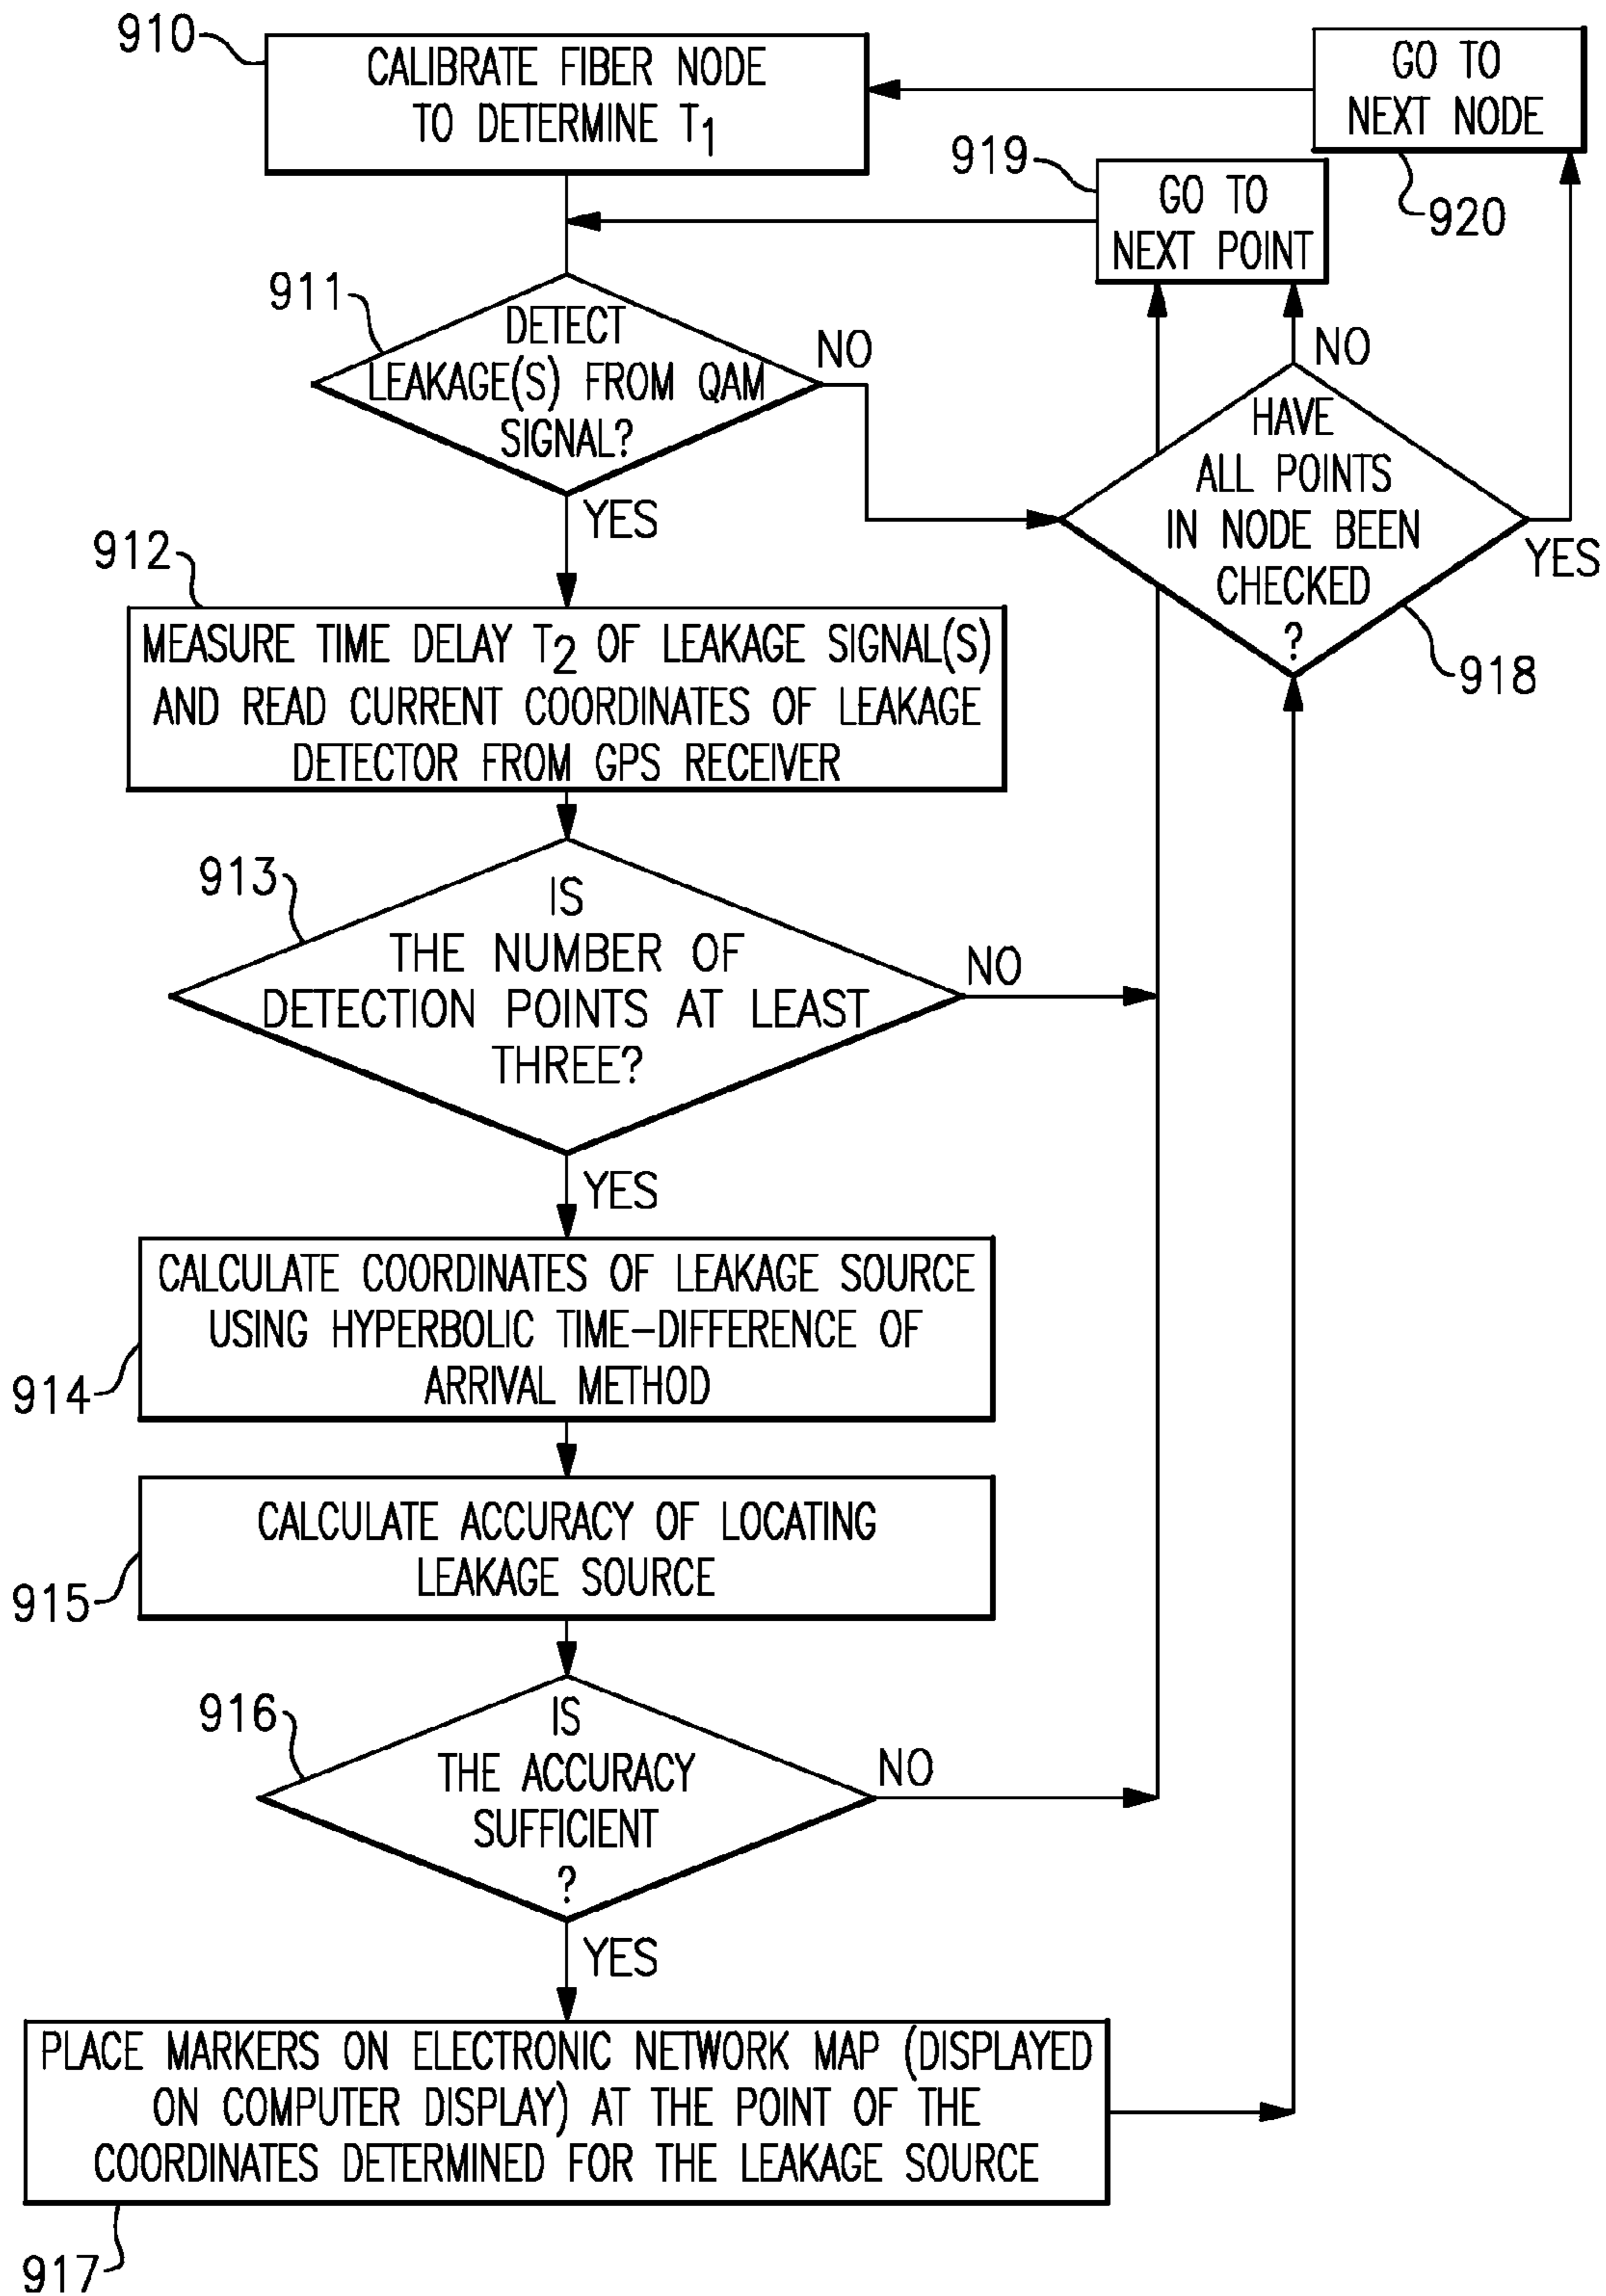 910
CALIBRATE FIBER NODE
TO DETERMINE T1
GO TO
NEXT NODE
920
919
GO TO
NEXT POINT
911
DETECT
LEAKAGE(S) FROM QAM
SIGNAL?
NO
YES
NO
HAVE
ALL POINTS
IN NODE BEEN
CHECKED
?
YES
918
912
MEASURE TIME DELAY T2 OF LEAKAGE SIGNAL(S)
AND READ CURRENT COORDINATES OF LEAKAGE
DETECTOR FROM GPS RECEIVER
913
IS
THE NUMBER OF
DETECTION POINTS AT LEAST
THREE?
NO
YES
CALCULATE COORDINATES OF LEAKAGE SOURCE
USING HYPERBOLIC TIME-DIFFERENCE OF
ARRIVAL METHOD
914
CALCULATE ACCURACY OF LOCATING
LEAKAGE SOURCE
915
916
IS
THE ACCURACY
SUFFICIENT
?
NO
YES
PLACE MARKERS ON ELECTRONIC NETWORK MAP (DISPLAYED
ON COMPUTER DISPLAY) AT THE POINT OF THE
COORDINATES DETERMINED FOR THE LEAKAGE SOURCE
917